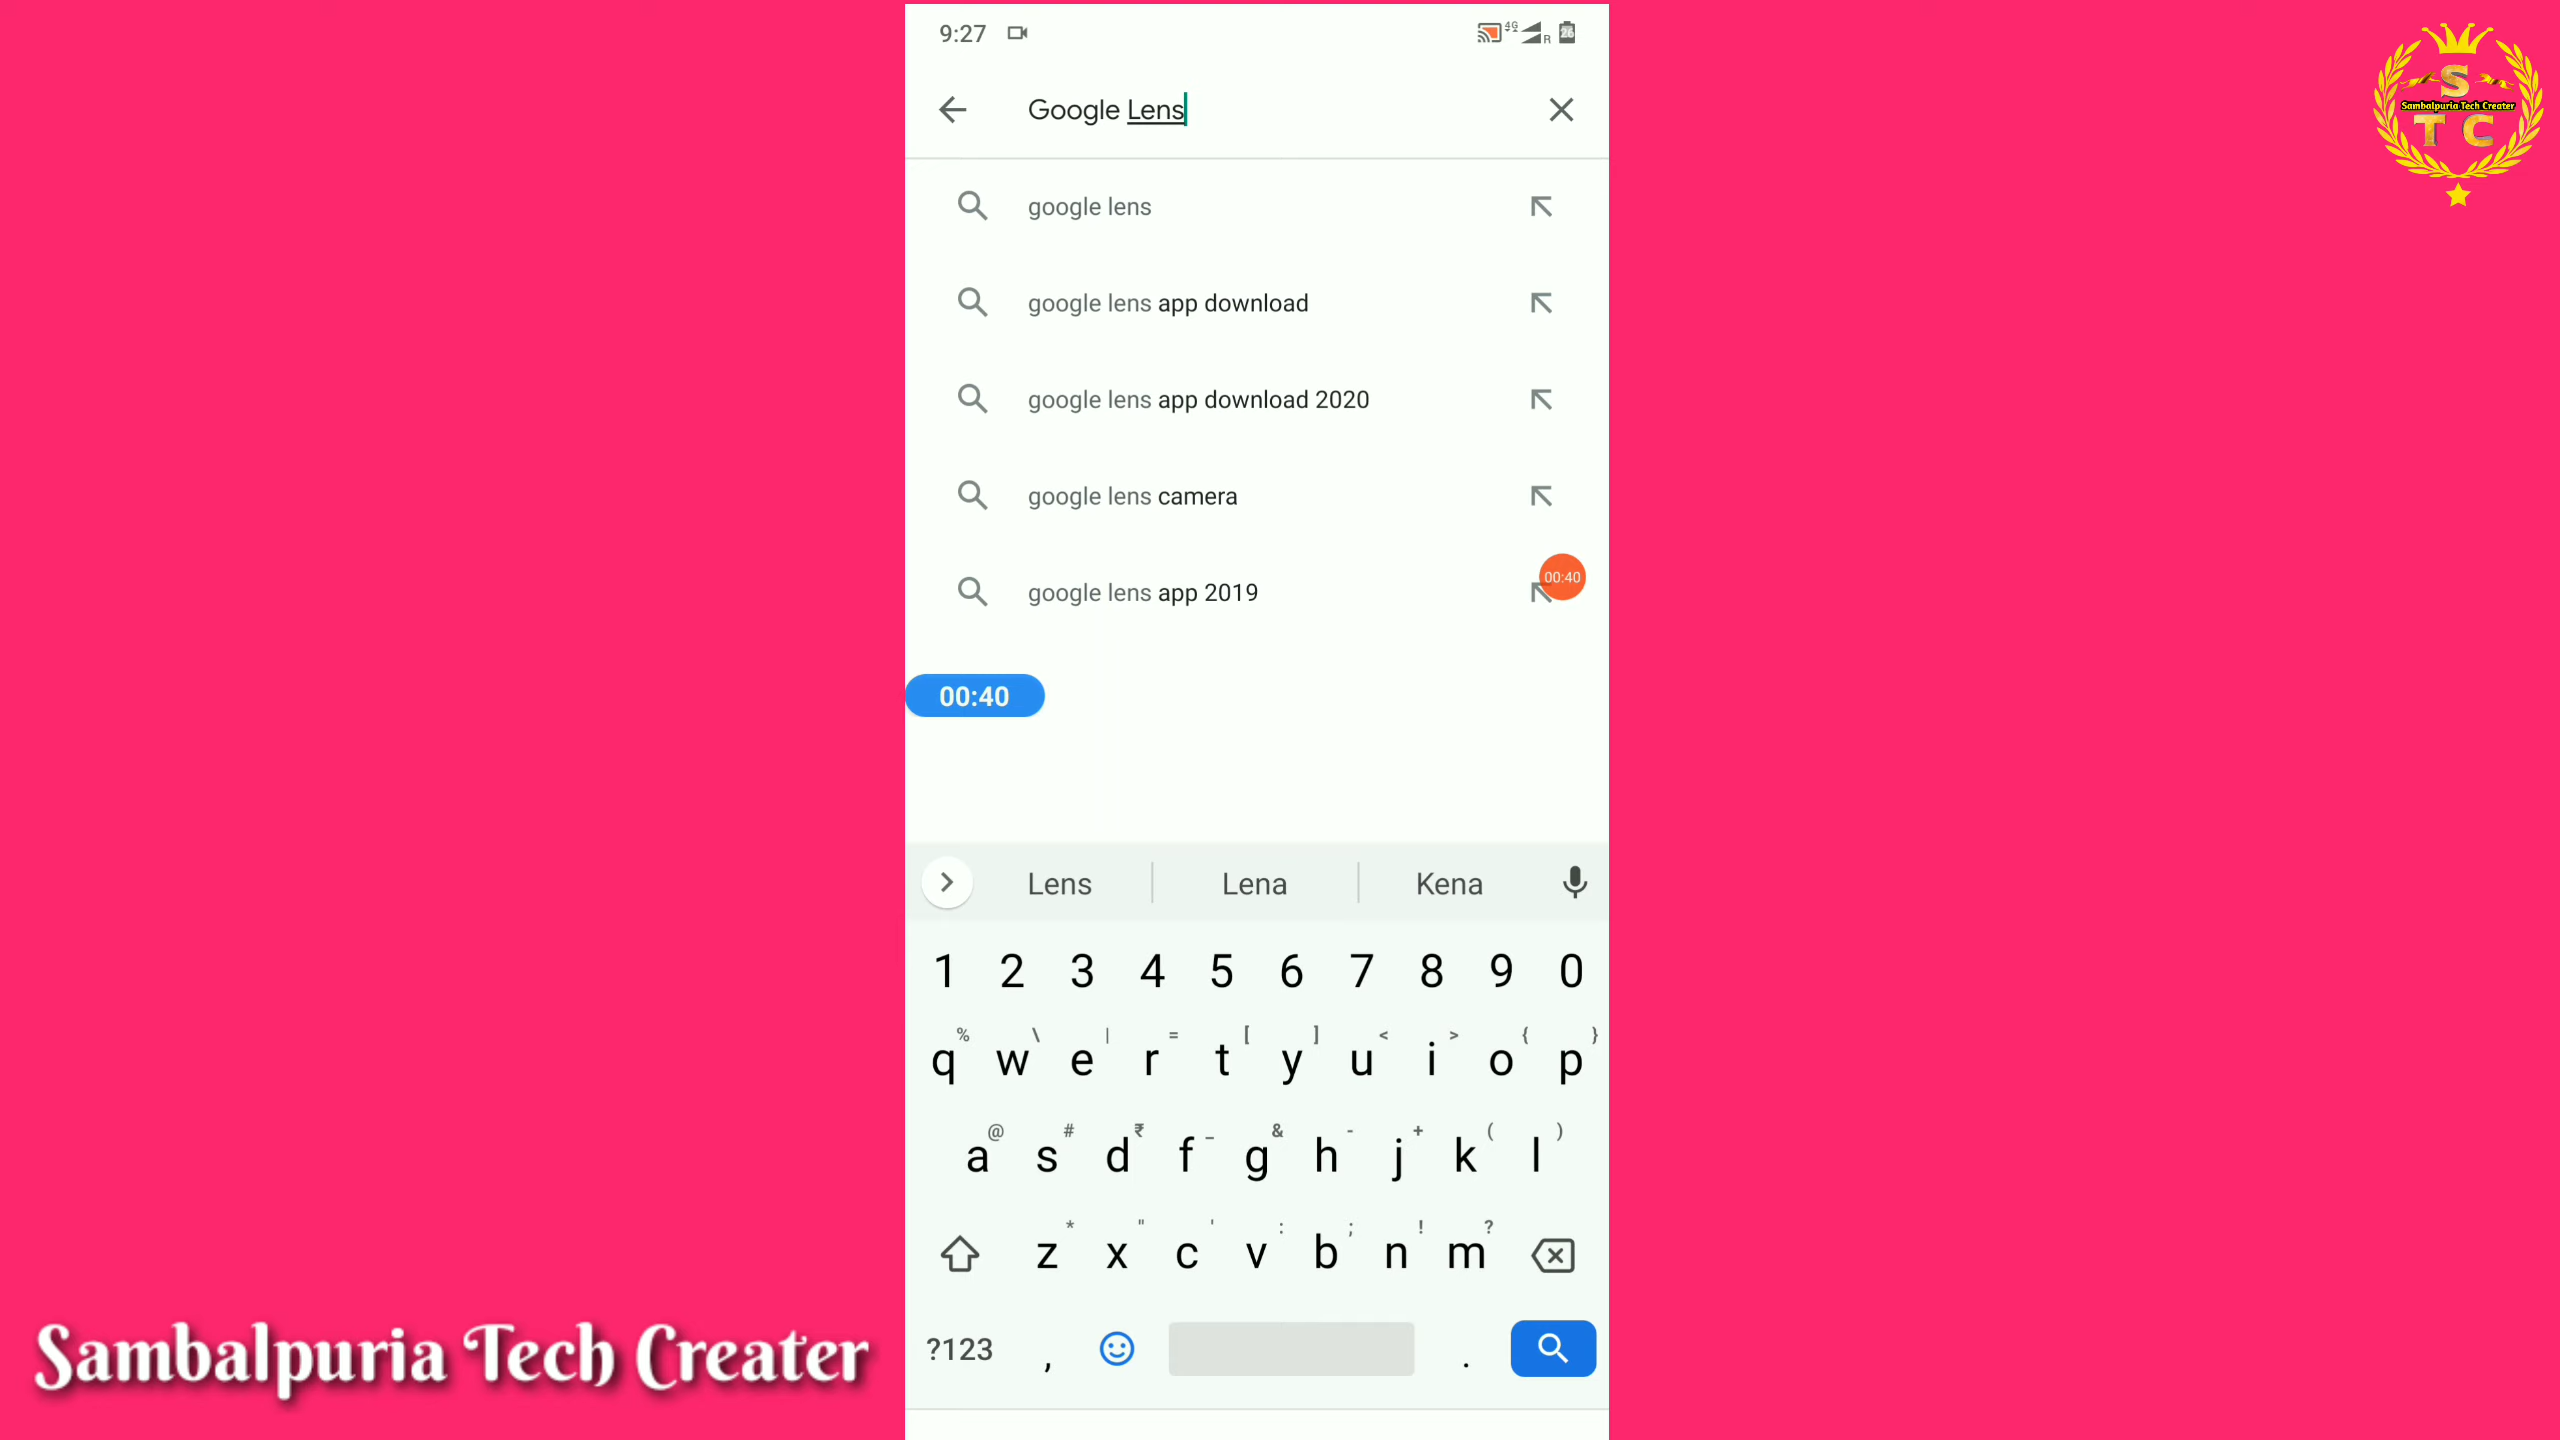 9:27
4G
R
26
Google Lens
google lens
google lens app download
google lens app download 2020
google lens camera
google lens app 2019
00:40
00:40
Lens Lena Kena
1 2 3 4 5 6 7 8 9 0
% \ | = [ ] < > { }
q w e r t y u i o p
@ # ₹ _ & - + ( )
a s d f g h j k l
* " ' : ; ! ?
z x c v b n m
?123 , .
S
Sambalpuria Tech Creater
T C
Sambalpuria Tech Creater